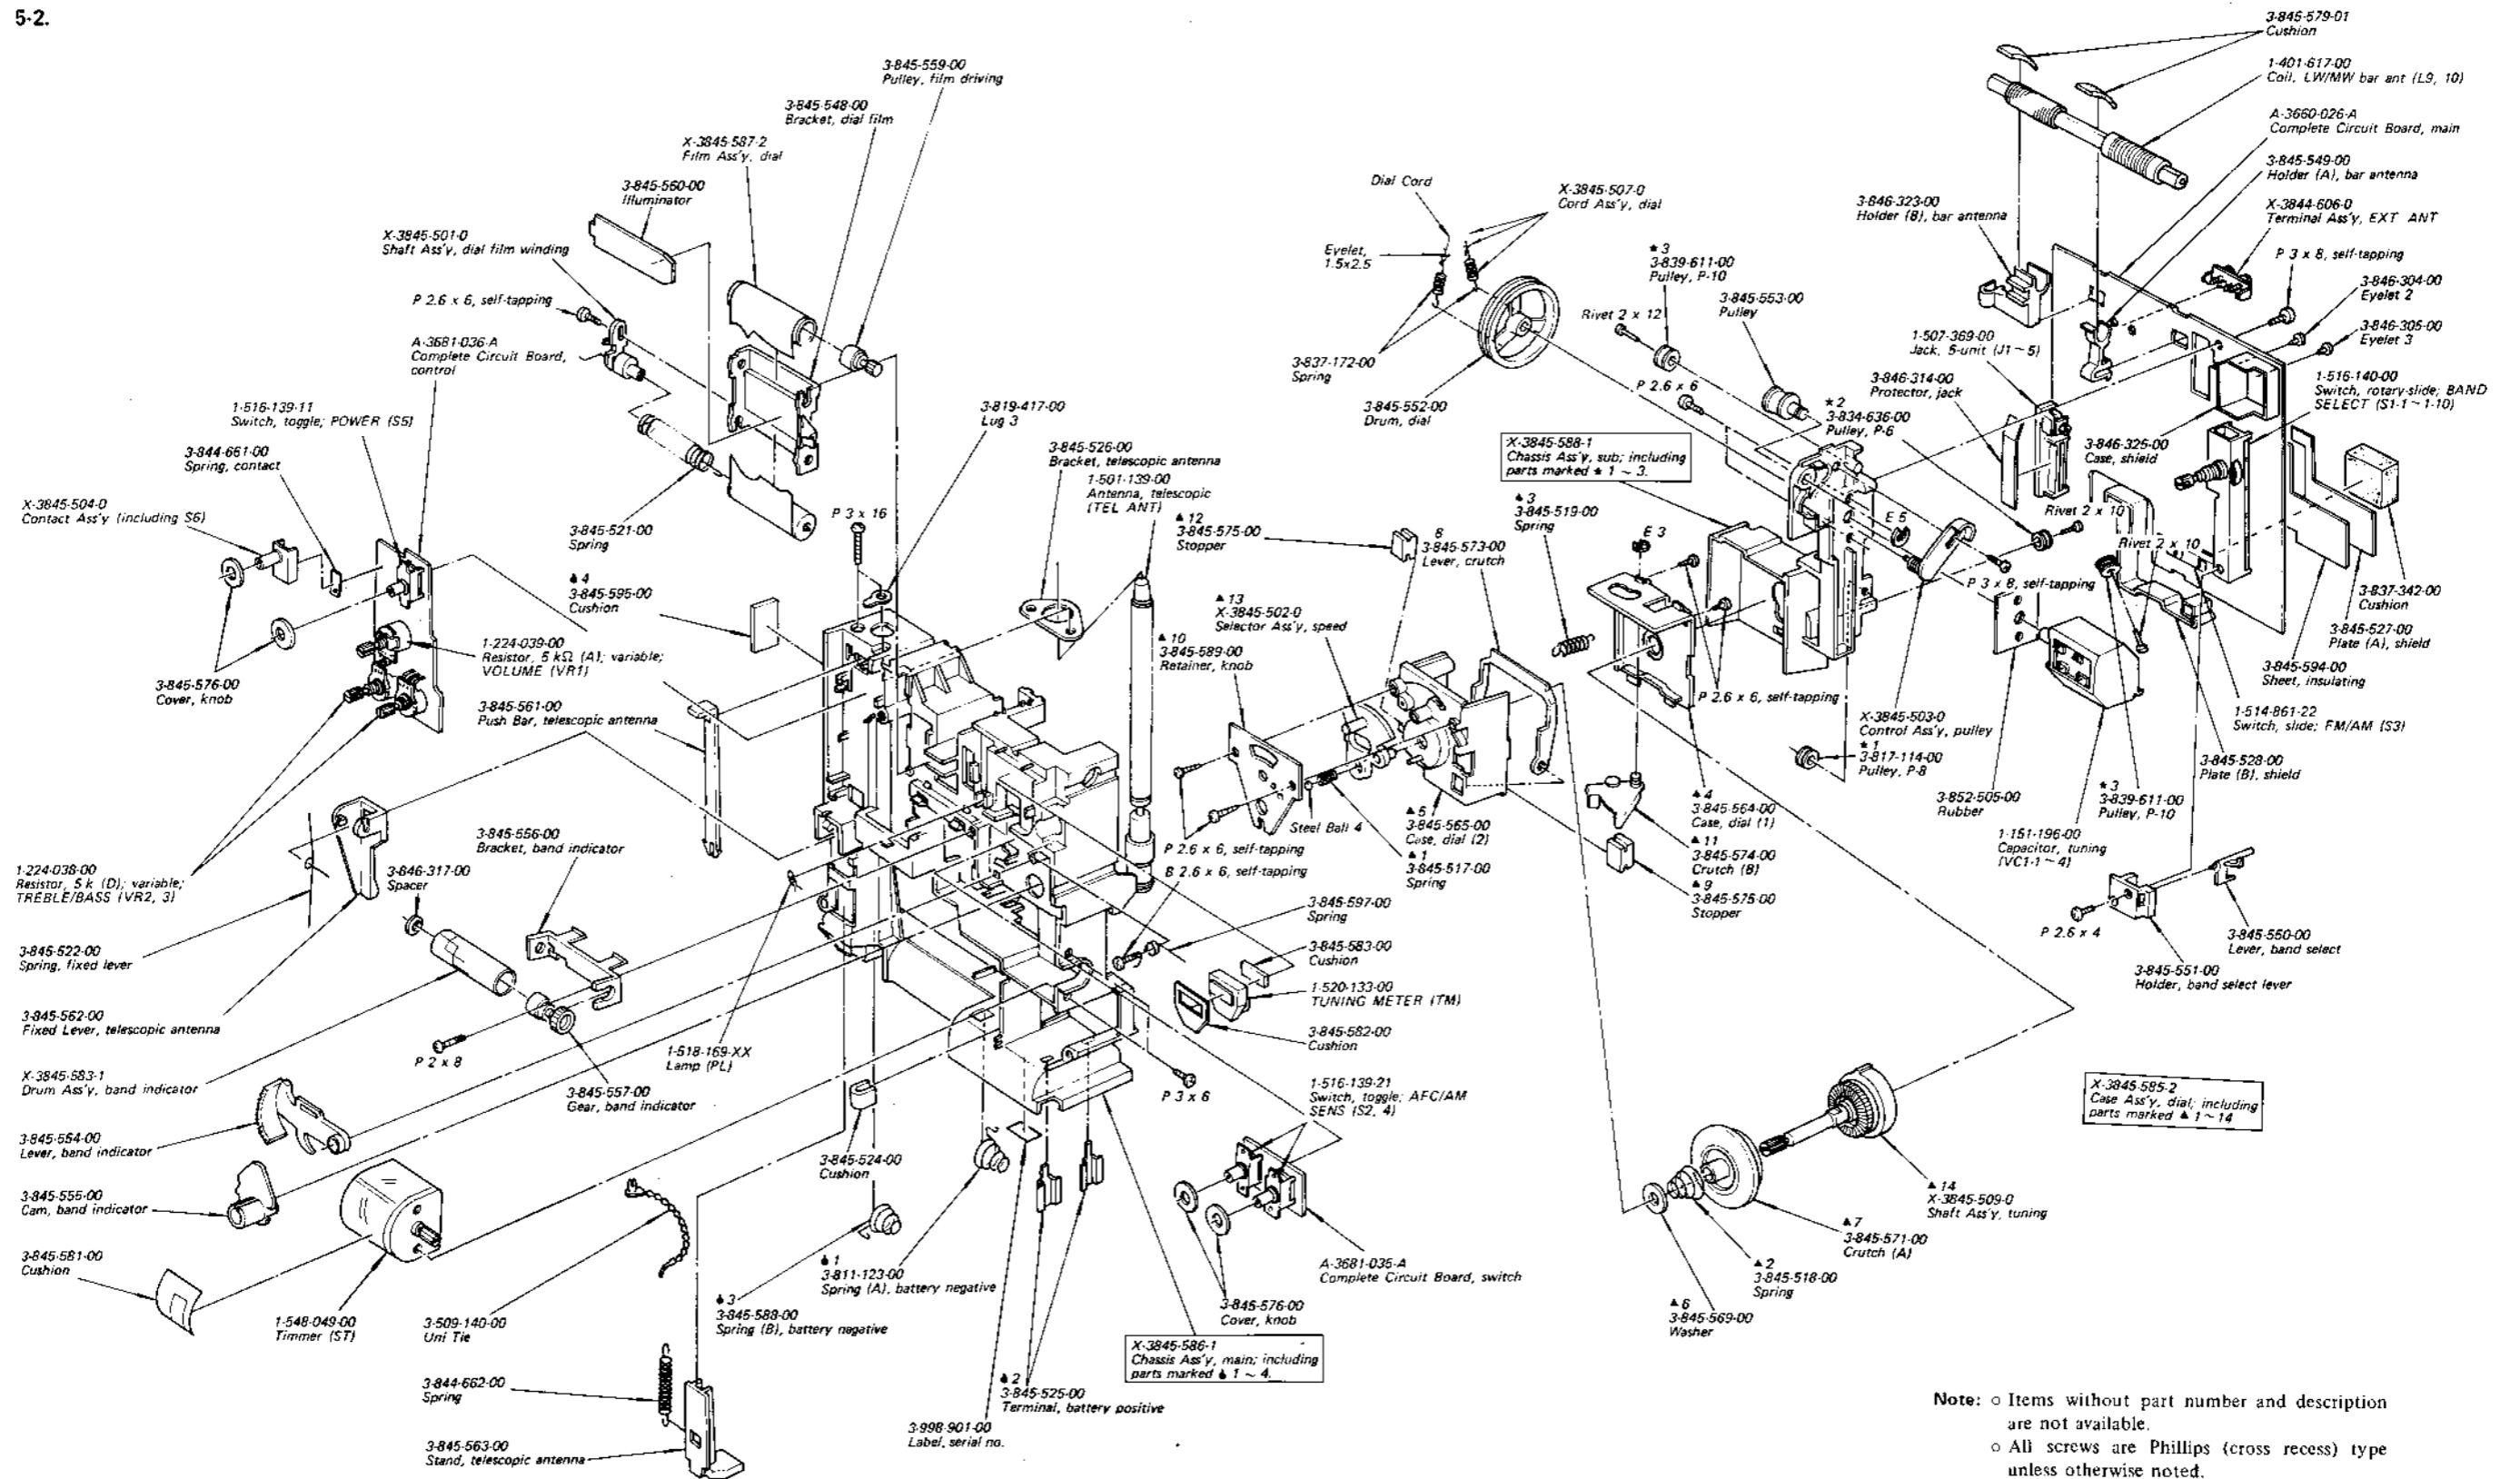 5-2.
3-845-579-01
Cushion
1-401-617-00
Coil, LW/MW bar ant (L9, 10)
A-3660-026-A
Complete Circuit Board, main
3-845-549-00
Holder (A), bar antenna
X-3844-606-0
Terminal Ass'y, EXT ANT
P 3 x 8, self-tapping
3-846-304-00
Eyelet 2
3-846-305-00
Eyelet 3
1-516-140-00
Switch, rotary-slide; BAND
SELECT (S1-1 ~ 1-10)
3-845-559-00
Pulley, film driving
3-845-548-00
Bracket, dial film
X-3845-587-2
Film Ass'y, dial
3-845-560-00
Illuminator
X-3845-501-0
Shaft Ass'y, dial film winding
P 2.6 x 6, self-tapping
A-3681-036-A
Complete Circuit Board,
control
1-516-139-11
Switch, toggle; POWER (S5)
3-844-661-00
Spring, contact
X-3845-504-0
Contact Ass'y (including S6)
3-845-576-00
Cover, knob
1-224-039-00
Resistor, 5 kΩ (A); variable;
VOLUME (VR1)
3-845-561-00
Push Bar, telescopic antenna
3-845-521-00
Spring
4
3-845-595-00
Cushion
P 3 x 16
3-819-417-00
Lug 3
3-845-526-00
Bracket, telescopic antenna
1-501-139-00
Antenna, telescopic
(TEL ANT)
▲12
3-845-575-00
Stopper
Dial Cord
X-3845-507-0
Cord Ass'y, dial
Eyelet,
1.5x2.5
3-837-172-00
Spring
3-845-552-00
Drum, dial
★3
3-839-611-00
Pulley, P-10
Rivet 2 x 12
3-845-553-00
Pulley
P 2.6 x 6
★2
3-834-636-00
Pulley, P-6
X-3845-588-1
Chassis Ass'y, sub; including
parts marked ★ 1 ~ 3.
3-846-323-00
Holder (B), bar antenna
1-507-369-00
Jack, 5-unit (J1~5)
3-846-314-00
Protector, jack
3-846-325-00
Case, shield
Rivet 2 x 10
Rivet 2 x 10
3-837-342-00
Cushion
3-845-527-00
Plate (A), shield
3-845-594-00
Sheet, insulating
1-514-861-22
Switch, slide; FM/AM (S3)
3-845-528-00
Plate (B), shield
★3
3-839-611-00
Pulley, P-10
1-151-196-00
Capacitor, tuning
(VC1-1 ~ 4)
3-852-505-00
Rubber
P 3 x 8, self-tapping
E 5
E 3
▲3
3-845-519-00
Spring
8
3-845-573-00
Lever, crutch
▲13
X-3845-502-0
Selector Ass'y, speed
▲10
3-845-589-00
Retainer, knob
P 2.6 x 6, self-tapping
X-3845-503-0
Control Ass'y, pulley
★1
3-817-114-00
Pulley, P-8
Steel Ball 4
▲5
3-845-565-00
Case, dial (2)
▲1
3-845-517-00
Spring
P 2.6 x 6, self-tapping
B 2.6 x 6, self-tapping
▲4
3-845-564-00
Case, dial (1)
▲11
3-845-574-00
Crutch (B)
▲9
3-845-575-00
Stopper
P 2.6 x 4
3-845-550-00
Lever, band select
3-845-551-00
Holder, band select lever
1-224-038-00
Resistor, 5 k (D); variable;
TREBLE/BASS (VR2, 3)
3-846-317-00
Spacer
3-845-556-00
Bracket, band indicator
3-845-522-00
Spring, fixed lever
3-845-562-00
Fixed Lever, telescopic antenna
X-3845-583-1
Drum Ass'y, band indicator
P 2 x 8
3-845-557-00
Gear, band indicator
1-518-169-XX
Lamp (PL)
3-845-597-00
Spring
3-845-583-00
Cushion
1-520-133-00
TUNING METER (TM)
3-845-582-00
Cushion
P 3 x 6
1-516-139-21
Switch, toggle; AFC/AM
SENS (S2, 4)
3-845-554-00
Lever, band indicator
3-845-555-00
Cam, band indicator
3-845-581-00
Cushion
1-548-049-00
Timmer (ST)
3-509-140-00
Uni Tie
3-845-524-00
Cushion
1
3-811-123-00
Spring (A), battery negative
3
3-845-588-00
Spring (B), battery negative
3-844-662-00
Spring
3-845-563-00
Stand, telescopic antenna
2
3-845-525-00
Terminal, battery positive
3-998-901-00
Label, serial no.
X-3845-586-1
Chassis Ass'y, main; including
parts marked 1 ~ 4.
3-845-576-00
Cover, knob
A-3681-035-A
Complete Circuit Board, switch
X-3845-585-2
Case Ass'y, dial; including
parts marked ▲ 1 ~ 14
▲14
X-3845-509-0
Shaft Ass'y, tuning
▲7
3-845-571-00
Crutch (A)
▲2
3-845-518-00
Spring
▲6
3-845-569-00
Washer
Note: o Items without part number and description
are not available.
o All screws are Phillips (cross recess) type
unless otherwise noted.